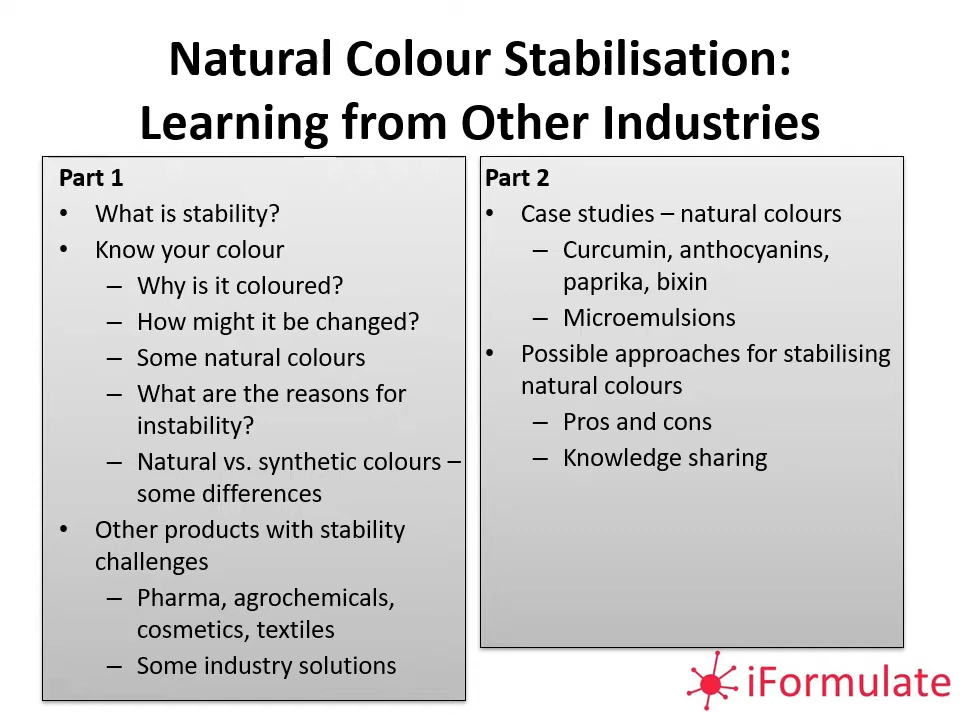 Natural Colour Stabilisation:
Learning from Other Industries
Part 1
• What is stability?
• Know your colour
– Why is it coloured?
– How might it be changed?
– Some natural colours
– What are the reasons for
instability?
– Natural vs. synthetic colours –
some differences
• Other products with stability
challenges
– Pharma, agrochemicals,
cosmetics, textiles
– Some industry solutions
Part 2
• Case studies – natural colours
– Curcumin, anthocyanins,
paprika, bixin
– Microemulsions
• Possible approaches for stabilising
natural colours
– Pros and cons
– Knowledge sharing
iFormulate